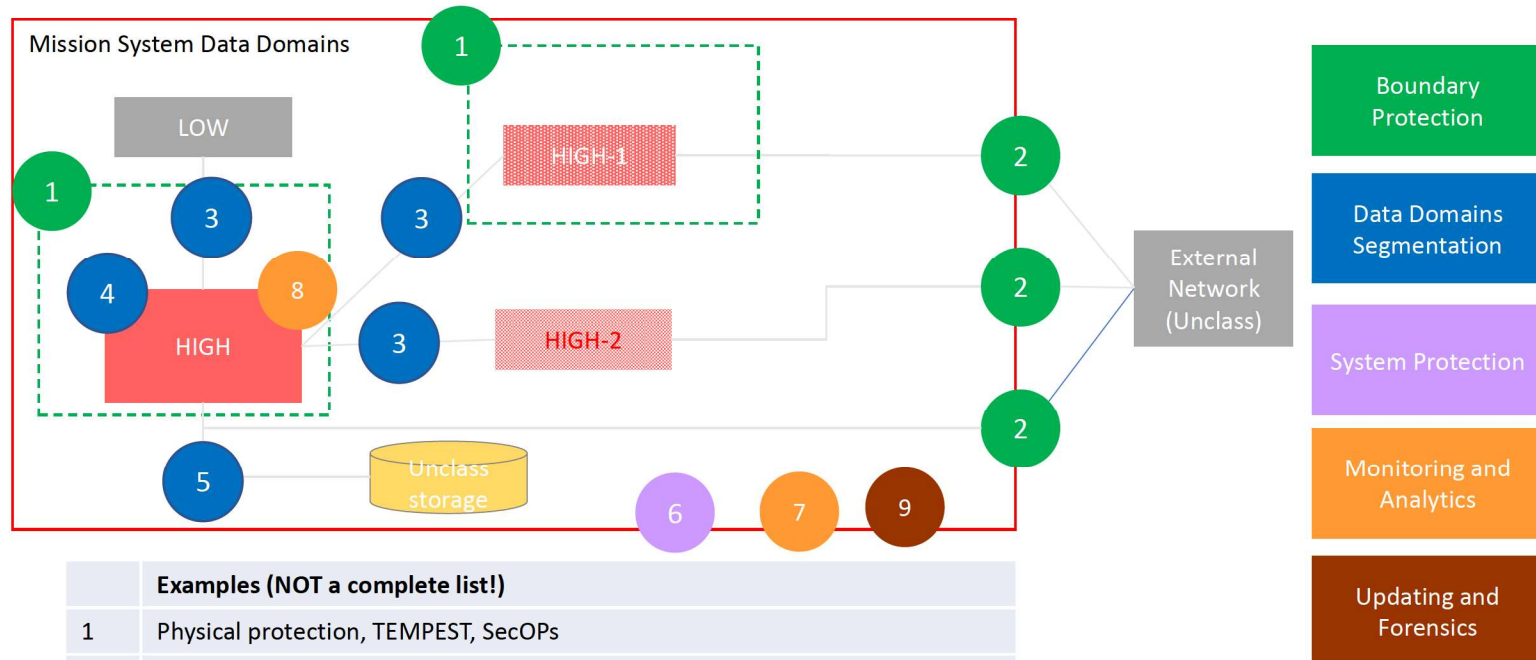 Mission System Data Domains
1
LOW
HIGH-1
2
1
3
3
4
8
HIGH
3
HIGH-2
2
External
Network
(Unclass)
2
5
Unclass
storage
6
7
9
Boundary
Protection
Data Domains
Segmentation
System Protection
Monitoring and
Analytics
Updating and
Forensics
Examples (NOT a complete list!)
1 Physical protection, TEMPEST, SecOPs